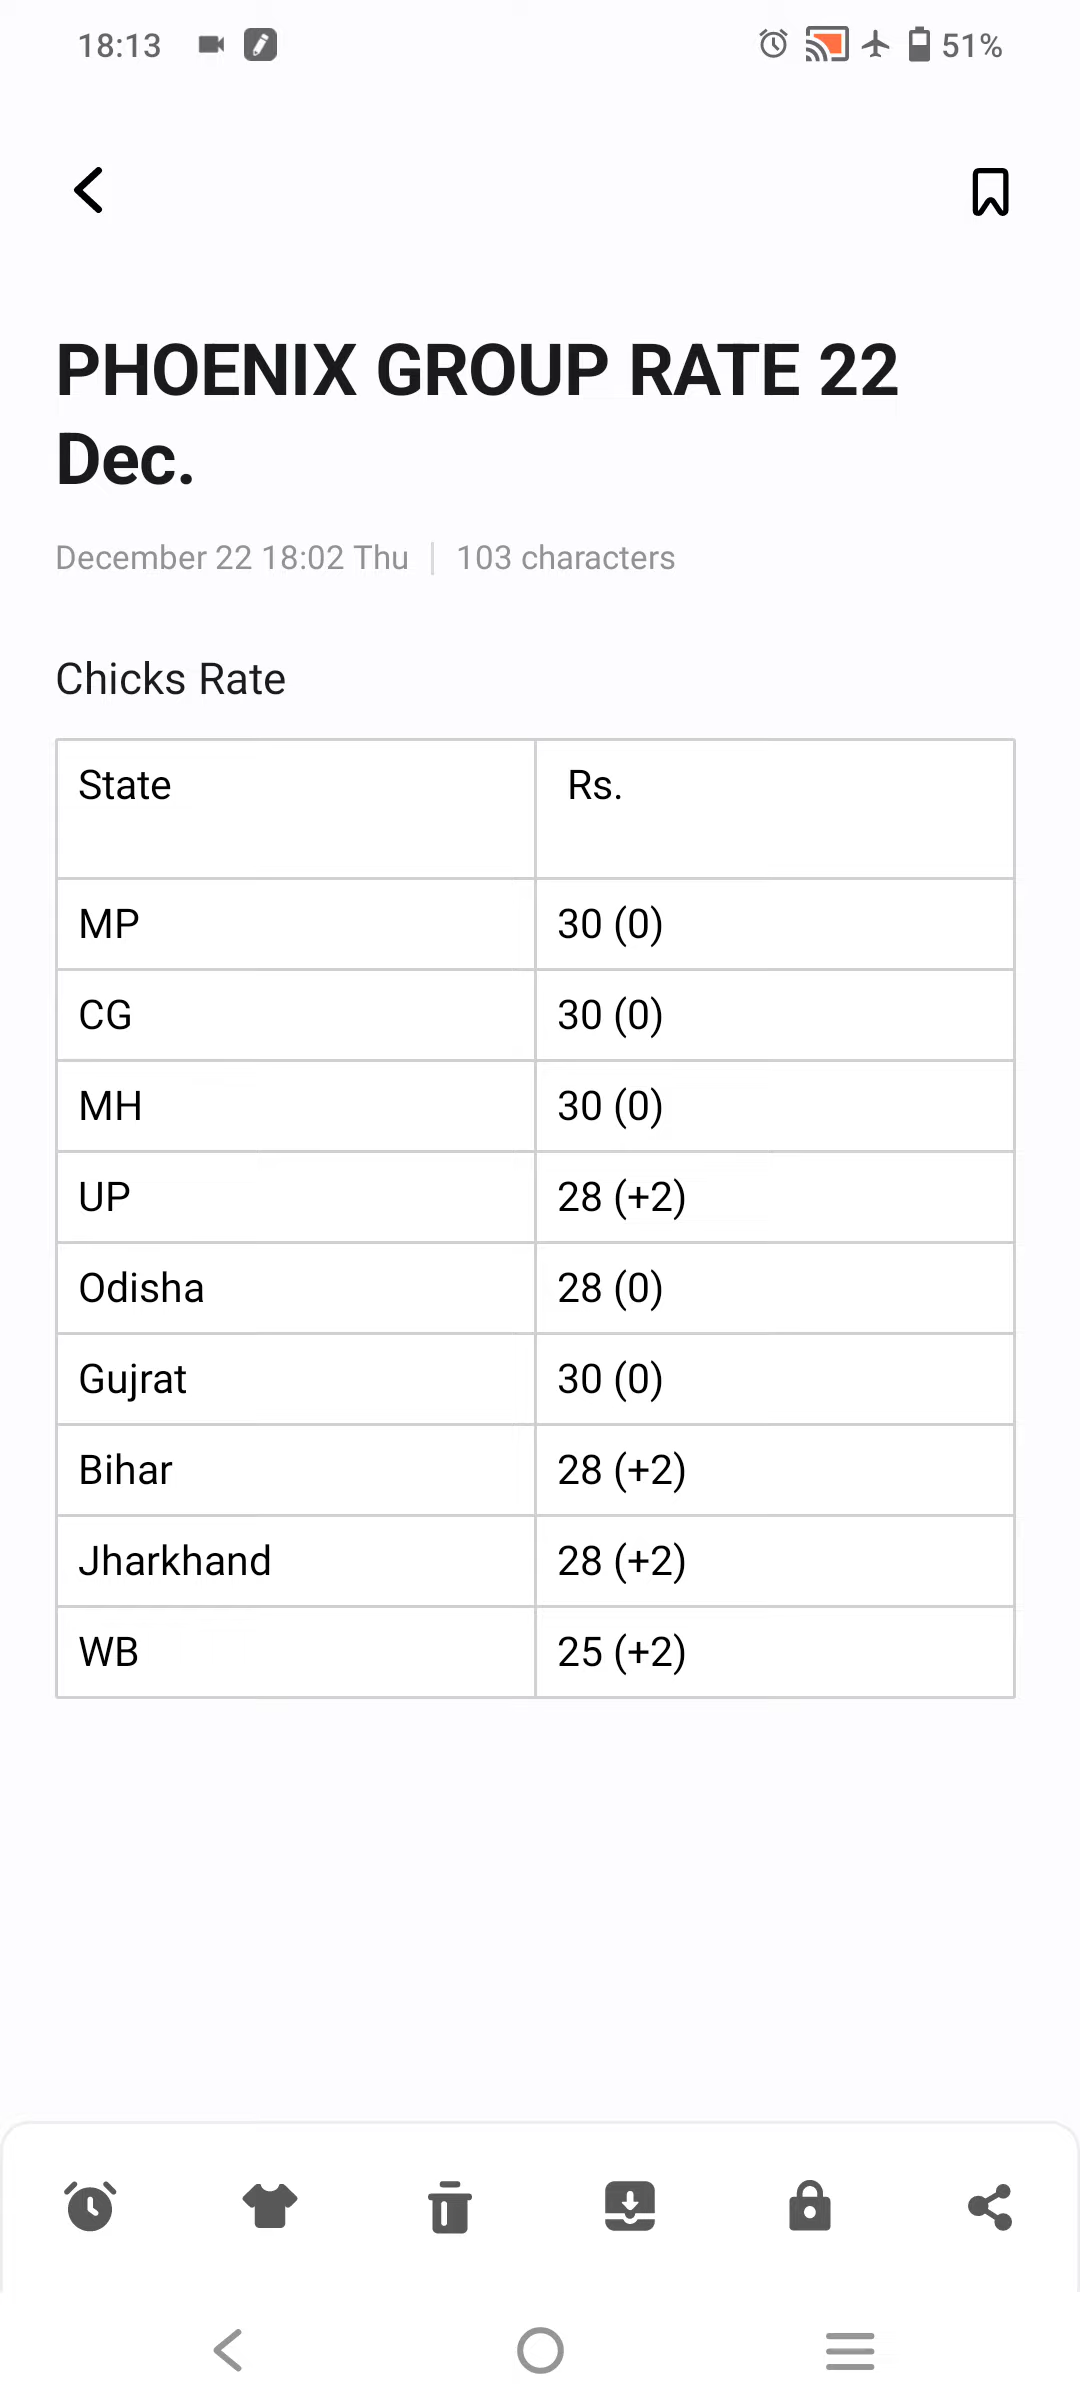 18:13 51%
PHOENIX GROUP RATE 22
Dec.
December 22 18:02 Thu | 103 characters
Chicks Rate
State Rs.
MP 30 (0)
CG 30 (0)
MH 30 (0)
UP 28 (+2)
Odisha 28 (0)
Gujrat 30 (0)
Bihar 28 (+2)
Jharkhand 28 (+2)
WB 25 (+2)